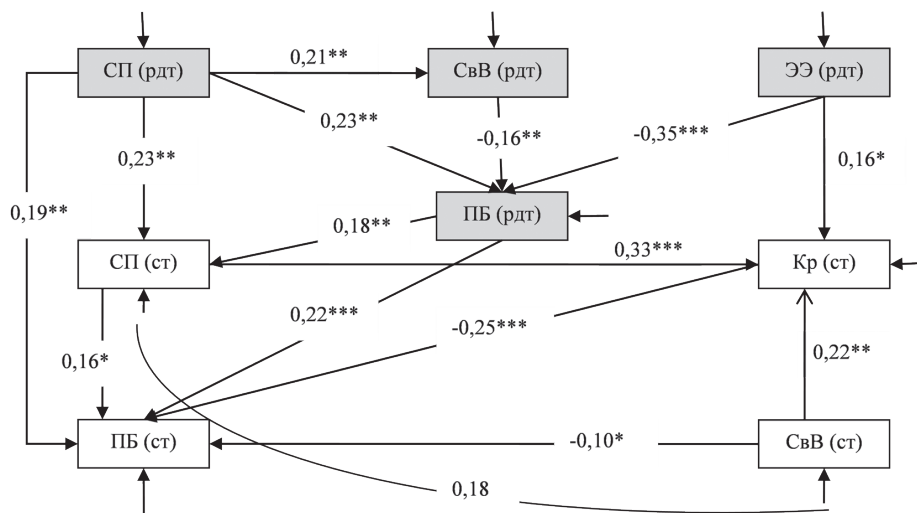 СП (рдт)
0,21**
СвВ (рдт)
ЭЭ (рдт)
0,23**
0,23**
-0,16**
-0,35***
0,16*
0,19**
ПБ (рдт)
0,18**
СП (ст)
0,33***
Кр (ст)
0,16*
0,22***
-0,25***
0,22**
ПБ (ст)
-0,10*
СвВ (ст)
0,18